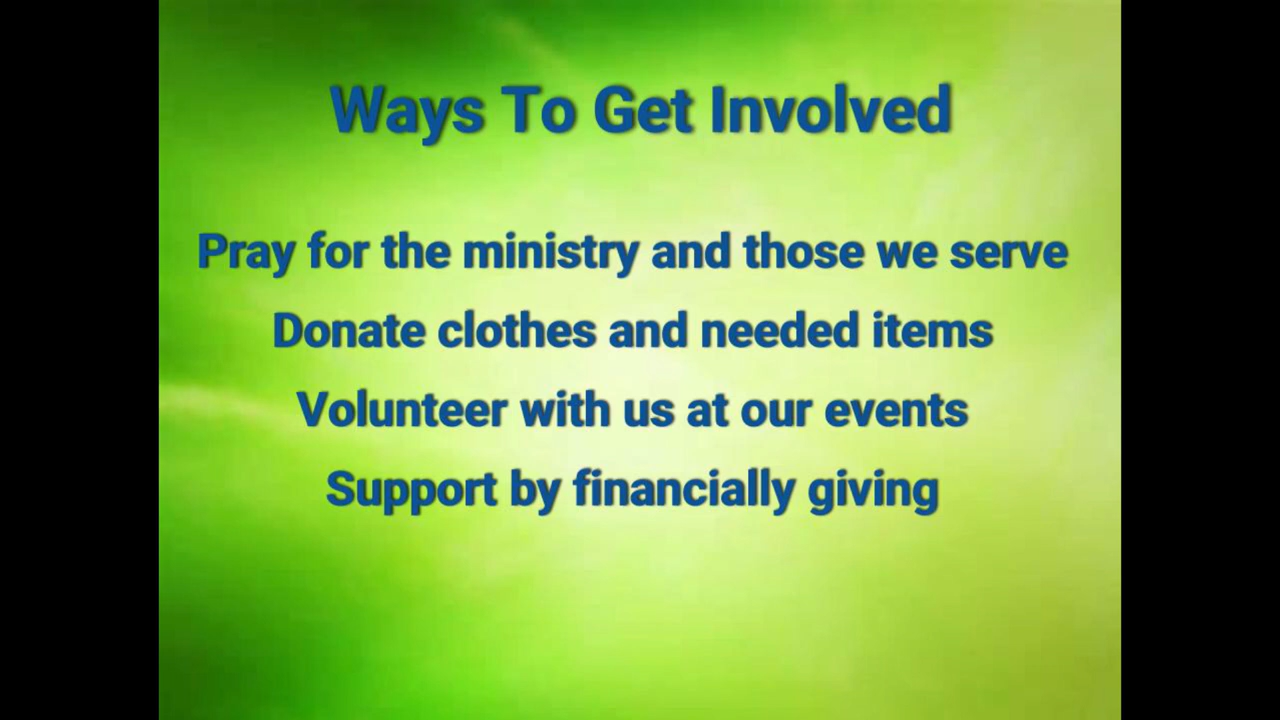 Ways To Get Involved
Pray for the ministry and those we serve
Donate clothes and needed items
Volunteer with us at our events
Support by financially giving